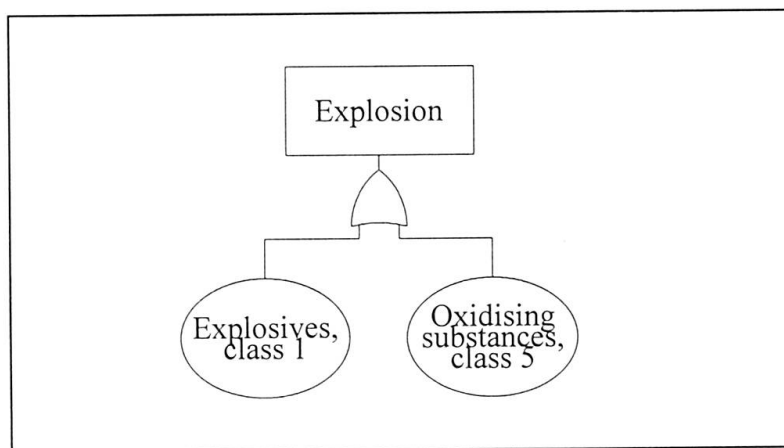 Explosion
Explosives,
class 1
Oxidising
substances,
class 5